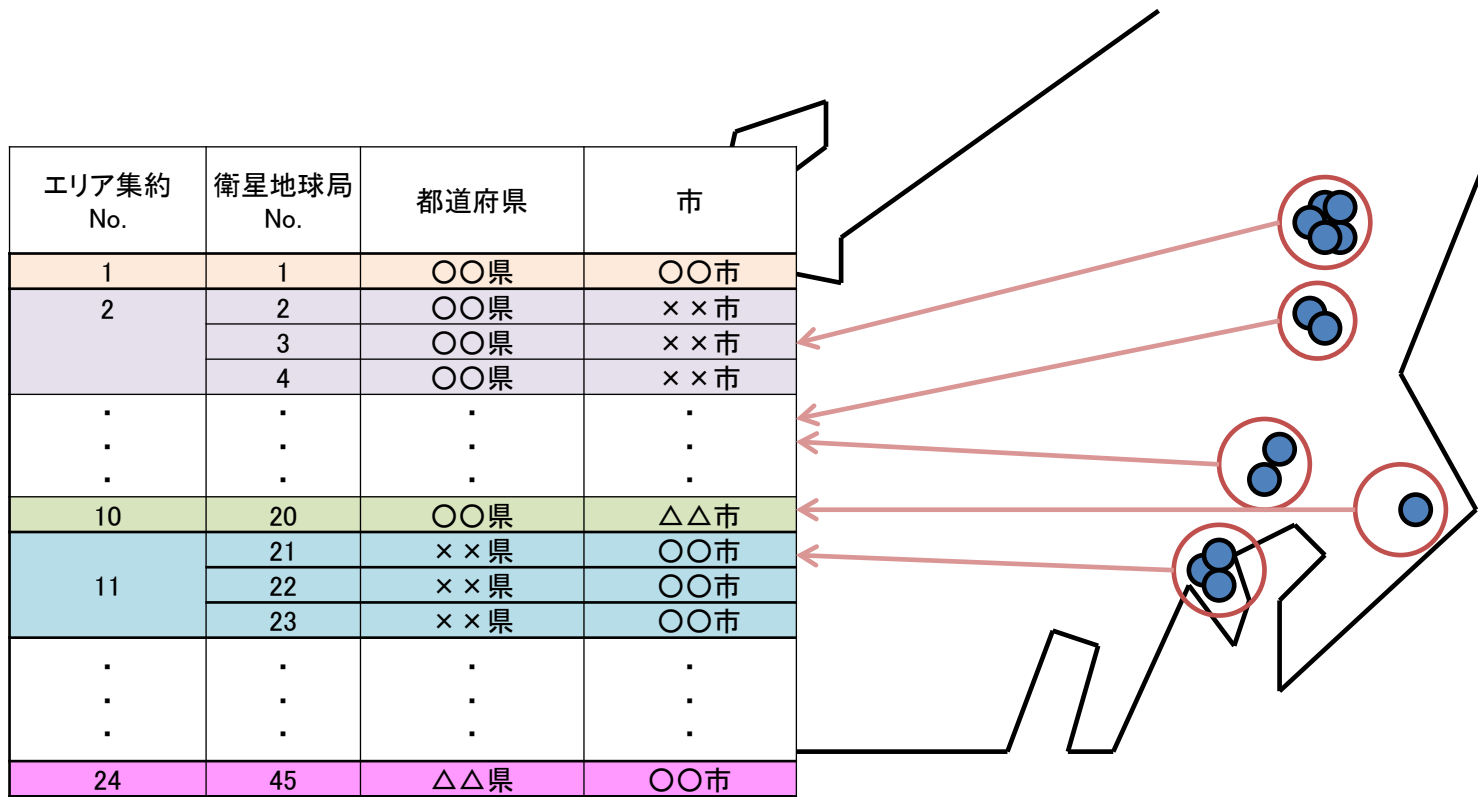 エリア集約 No. 衛星地球局 No. 都道府県 市
1 1 〇〇県 〇〇市
2 2 〇〇県 ××市
3 〇〇県 ××市
4 〇〇県 ××市
・ ・ ・ ・
・ ・ ・ ・
・ ・ ・ ・
10 20 〇〇県 △△市
11 21 ××県 〇〇市
22 ××県 〇〇市
23 ××県 〇〇市
・ ・ ・ ・
・ ・ ・ ・
・ ・ ・ ・
24 45 △△県 〇〇市